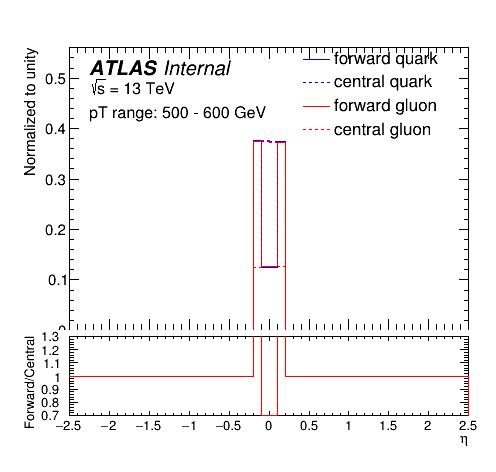 ATLAS Internal
√s = 13 TeV
pT range: 500 - 600 GeV
forward quark
central quark
forward gluon
central gluon
Normalized to unity
0.5
0.4
0.3
0.2
0.1
0
Forward/Central
1.3
1.2
1.1
1
0.9
0.8
0.7
−2.5 −2 −1.5 −1 −0.5 0 0.5 1 1.5 2 2.5
η